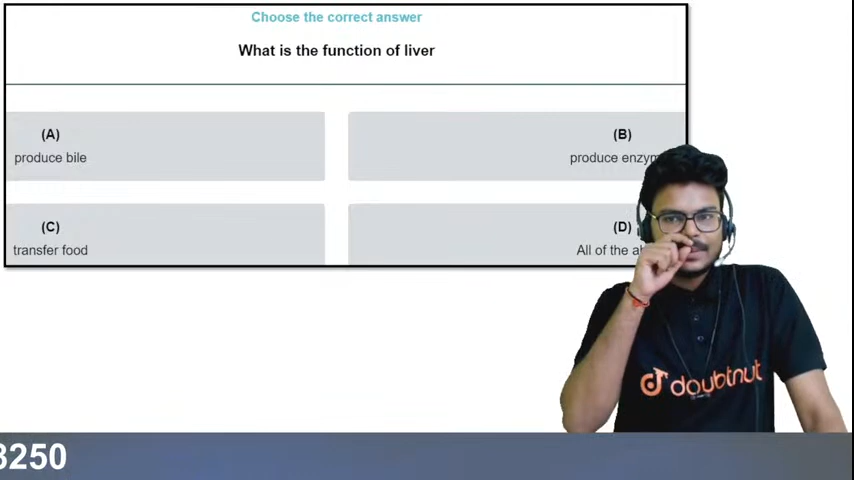 Choose the correct answer
What is the function of liver
(A)
produce bile
(B)
produce
(C)
transfer food
(D)
All of the
doubtnut
3250